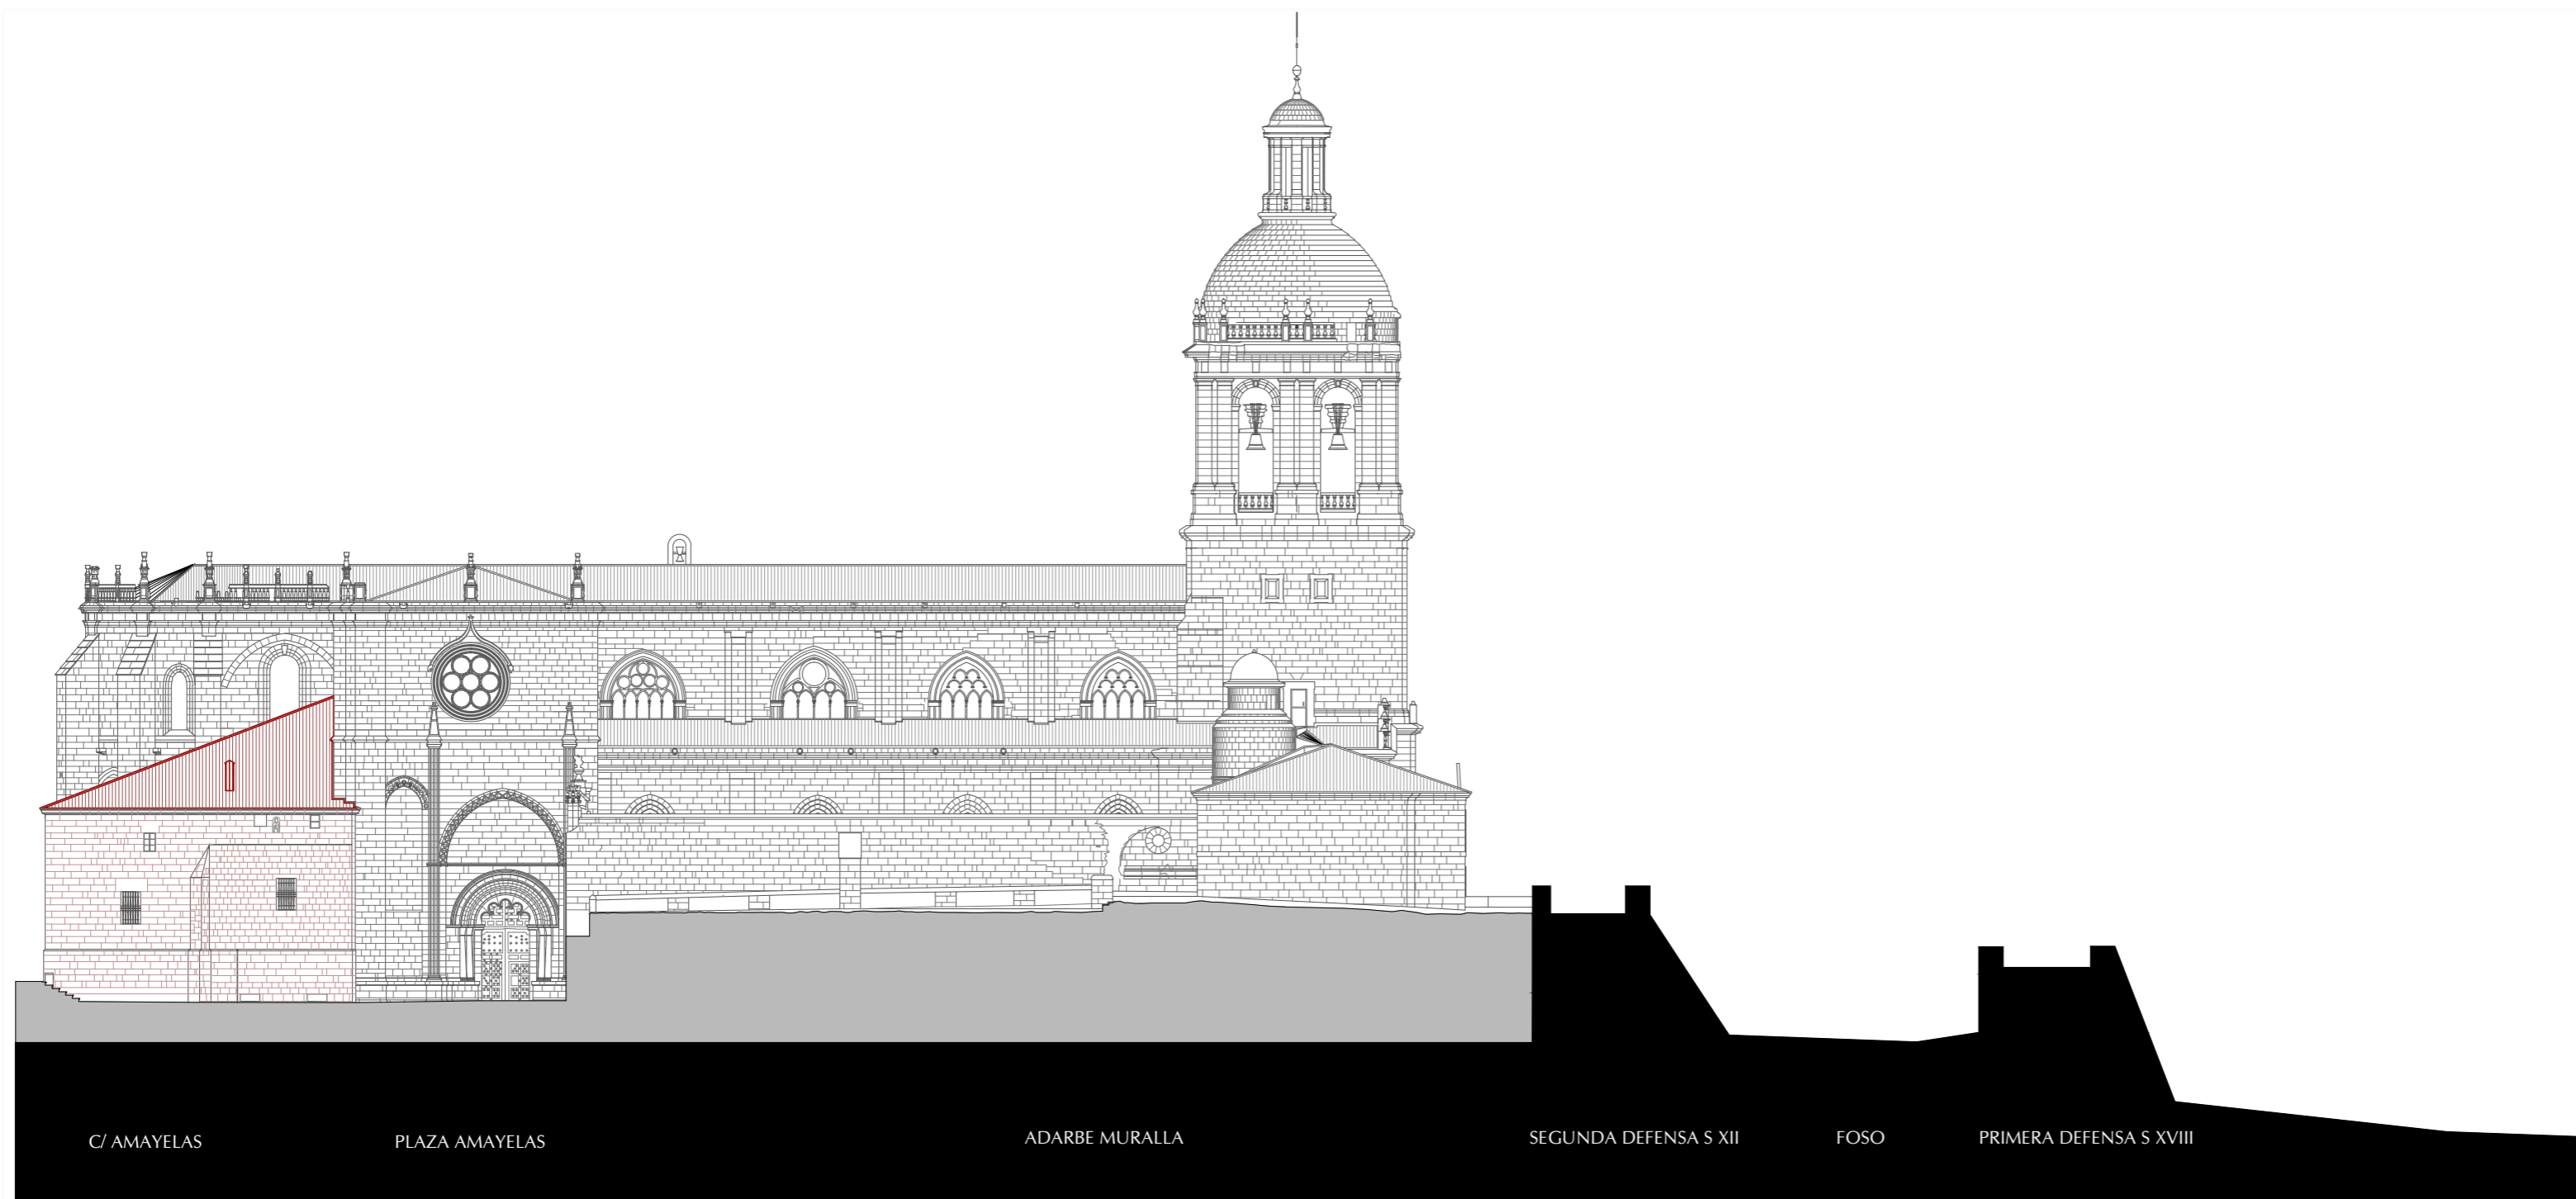 C/ AMAYELAS
PLAZA AMAYELAS
ADARBE MURALLA
SEGUNDA DEFENSA S XII
FOSO
PRIMERA DEFENSA S XVIII